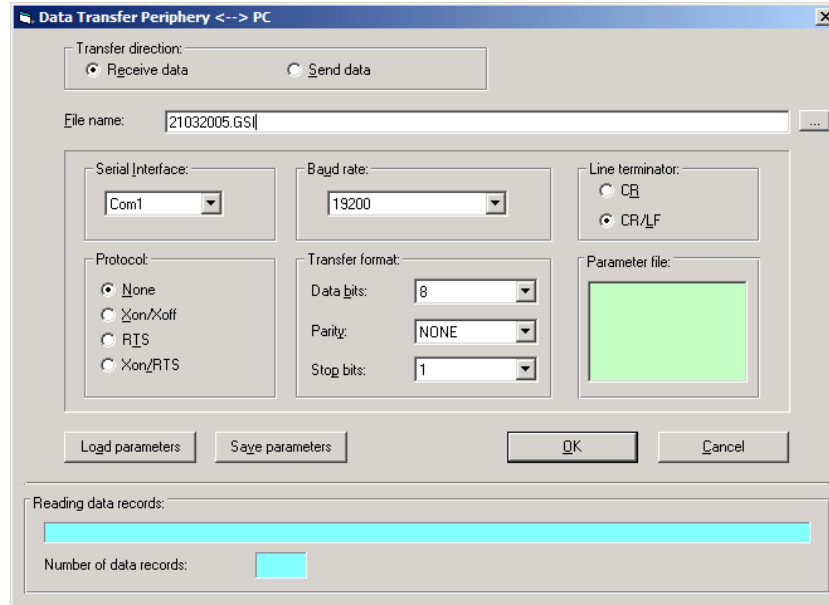 Data Transfer Periphery <--> PC
Transfer direction:
Receive data Send data
File name: 21032005.GSI ...
Serial Interface: Baud rate: Line terminator:
Com1 19200 CR
CR/LF
Protocol: Transfer format: Parameter file:
None Data bits: 8
Xon/Xoff
RTS Parity: NONE
Xon/RTS Stop bits: 1
Load parameters Save parameters OK Cancel
Reading data records:
Number of data records: